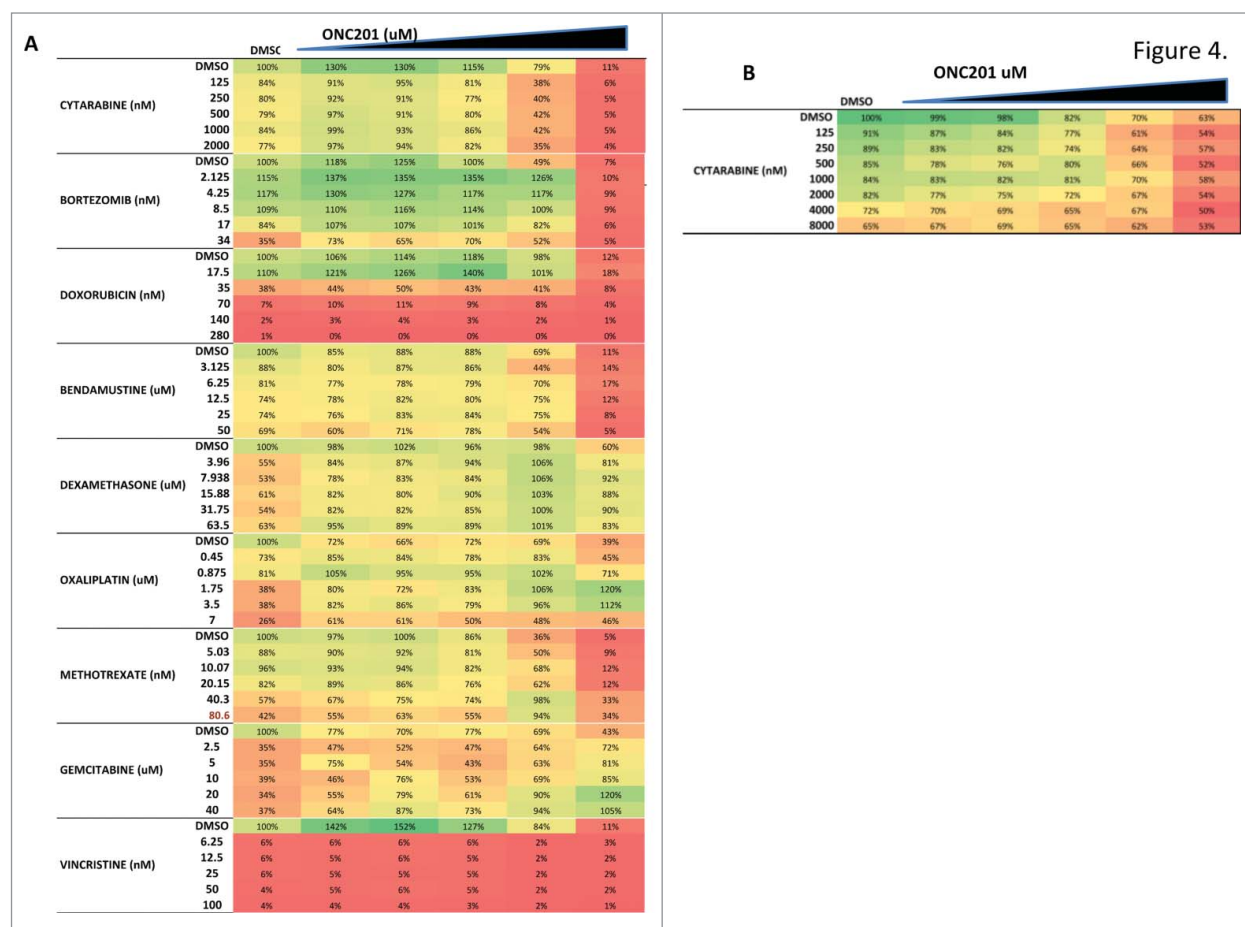 Figure 4.
A
ONC201 (uM)
DMSO
DMSO 100% 130% 130% 115% 79% 11%
125 84% 91% 95% 81% 38% 6%
CYTARABINE (nM) 250 80% 92% 91% 77% 40% 5%
500 79% 97% 91% 80% 42% 5%
1000 84% 99% 93% 86% 42% 5%
2000 77% 97% 94% 82% 35% 4%
DMSO 100% 118% 125% 100% 49% 7%
2.125 115% 137% 135% 135% 126% 10%
BORTEZOMIB (nM) 4.25 117% 130% 127% 117% 117% 9%
8.5 109% 110% 116% 114% 100% 9%
17 84% 107% 107% 101% 82% 6%
34 35% 73% 65% 70% 52% 5%
DMSO 100% 106% 114% 118% 98% 12%
17.5 110% 121% 126% 140% 101% 18%
DOXORUBICIN (nM) 35 38% 44% 50% 43% 41% 8%
70 7% 10% 11% 9% 8% 4%
140 2% 3% 4% 3% 2% 1%
280 1% 0% 0% 0% 0% 0%
DMSO 100% 85% 88% 88% 69% 11%
3.125 88% 80% 87% 86% 44% 14%
BENDAMUSTINE (uM) 6.25 81% 77% 78% 79% 70% 17%
12.5 74% 78% 82% 80% 75% 12%
25 74% 76% 83% 84% 75% 8%
50 69% 60% 71% 78% 54% 5%
DMSO 100% 98% 102% 96% 98% 60%
3.96 55% 84% 87% 94% 106% 81%
7.938 53% 78% 83% 84% 106% 92%
DEXAMETHASONE (uM) 15.88 61% 82% 80% 90% 103% 88%
31.75 54% 82% 82% 85% 100% 90%
63.5 63% 95% 89% 89% 101% 83%
DMSO 100% 72% 66% 72% 69% 39%
0.45 73% 85% 84% 78% 83% 45%
OXALIPLATIN (uM) 0.875 81% 105% 95% 95% 102% 71%
1.75 38% 80% 72% 83% 106% 120%
3.5 38% 82% 86% 79% 96% 112%
7 26% 61% 61% 50% 48% 46%
DMSO 100% 97% 100% 86% 36% 5%
5.03 88% 90% 92% 81% 50% 9%
METHOTREXATE (nM) 10.07 96% 93% 94% 82% 68% 12%
20.15 82% 89% 86% 76% 62% 12%
40.3 57% 67% 75% 74% 98% 33%
80.6 42% 55% 63% 55% 94% 34%
DMSO 100% 77% 70% 77% 69% 43%
2.5 35% 47% 52% 47% 64% 72%
GEMCITABINE (uM) 5 35% 75% 54% 43% 63% 81%
10 39% 46% 76% 53% 69% 85%
20 34% 55% 79% 61% 90% 120%
40 37% 64% 87% 73% 94% 105%
DMSO 100% 142% 152% 127% 84% 11%
6.25 6% 6% 6% 6% 2% 3%
VINCRISTINE (nM) 12.5 6% 5% 6% 5% 2% 2%
25 6% 5% 5% 5% 2% 2%
50 4% 5% 6% 5% 2% 2%
100 4% 4% 4% 3% 2% 1%
B
ONC201 uM
DMSO
DMSO 100% 99% 98% 82% 70% 63%
125 91% 87% 84% 77% 61% 54%
250 89% 83% 82% 74% 64% 57%
CYTARABINE (nM) 500 85% 78% 76% 80% 66% 52%
1000 84% 83% 82% 81% 70% 58%
2000 82% 77% 75% 72% 67% 54%
4000 72% 70% 69% 65% 67% 50%
8000 65% 67% 69% 65% 62% 53%